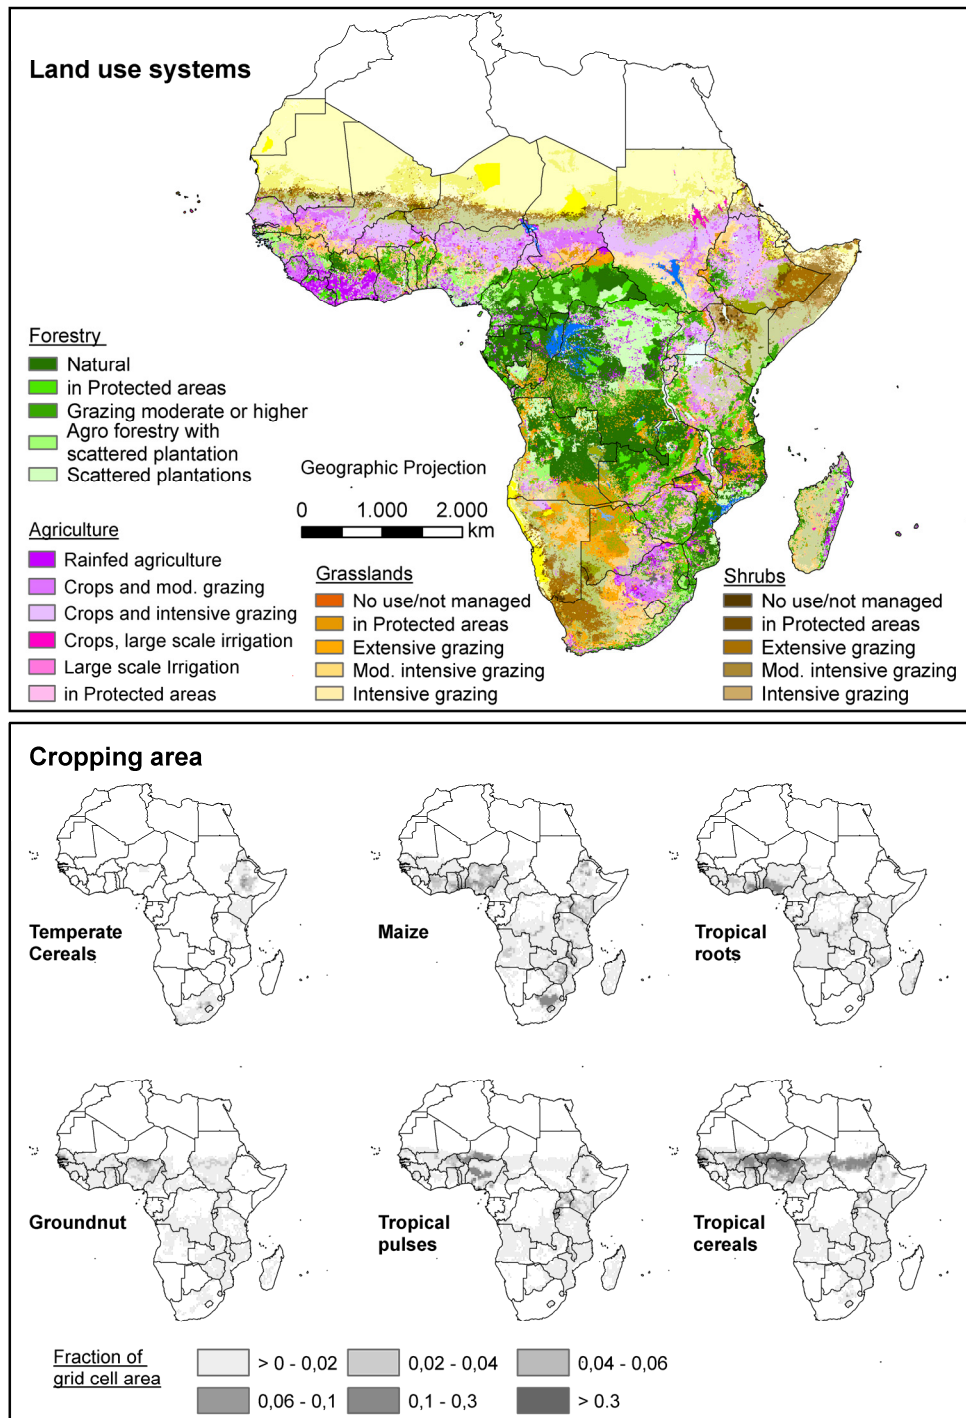 Land use systems
Forestry
Natural
in Protected areas
Grazing moderate or higher
Agro forestry with
scattered plantation
Scattered plantations
Geographic Projection
0 1.000 2.000
km
Agriculture
Rainfed agriculture
Crops and mod. grazing
Crops and intensive grazing
Crops, large scale irrigation
Large scale Irrigation
in Protected areas
Grasslands
No use/not managed
in Protected areas
Extensive grazing
Mod. intensive grazing
Intensive grazing
Shrubs
No use/not managed
in Protected areas
Extensive grazing
Mod. intensive grazing
Intensive grazing
Cropping area
Temperate
Cereals
Maize
Tropical
roots
Groundnut
Tropical
pulses
Tropical
cereals
Fraction of
grid cell area
> 0 - 0,02
0,02 - 0,04
0,04 - 0,06
0,06 - 0,1
0,1 - 0,3
> 0.3